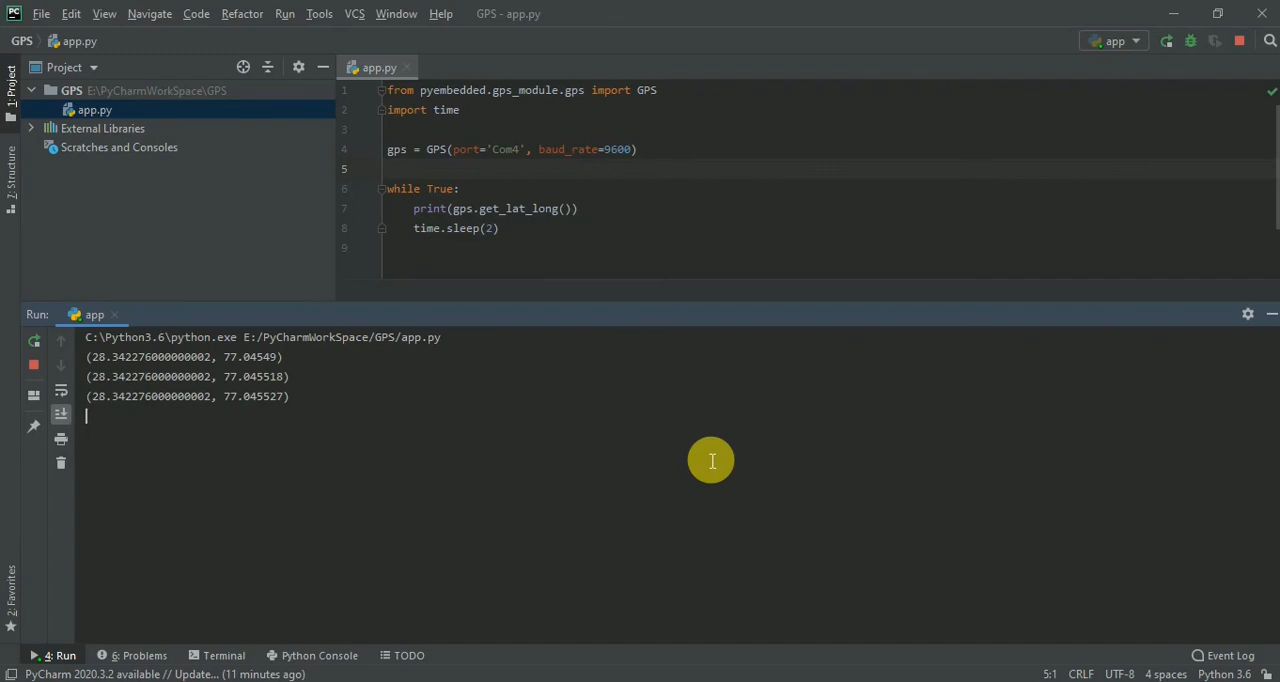 PC File Edit View Navigate Code Refactor Run Tools VCS Window Help GPS - app.py
GPS app.py app
1: Project
Project
app.py
GPS E:\PyCharmWorkSpace\GPS
app.py
External Libraries
Scratches and Consoles
7: Structure
1 from pyembedded.gps_module.gps import GPS
2 import time
3
4 gps = GPS(port='Com4', baud_rate=9600)
5
6 while True:
7 print(gps.get_lat_long())
8 time.sleep(2)
9
Run: app
C:\Python3.6\python.exe E:/PyCharmWorkSpace/GPS/app.py
(28.342276000000002, 77.04549)
(28.342276000000002, 77.045518)
(28.342276000000002, 77.045527)
2: Favorites
4: Run 6: Problems Terminal Python Console TODO Event Log
PyCharm 2020.3.2 available // Update... (11 minutes ago) 5:1 CRLF UTF-8 4 spaces Python 3.6